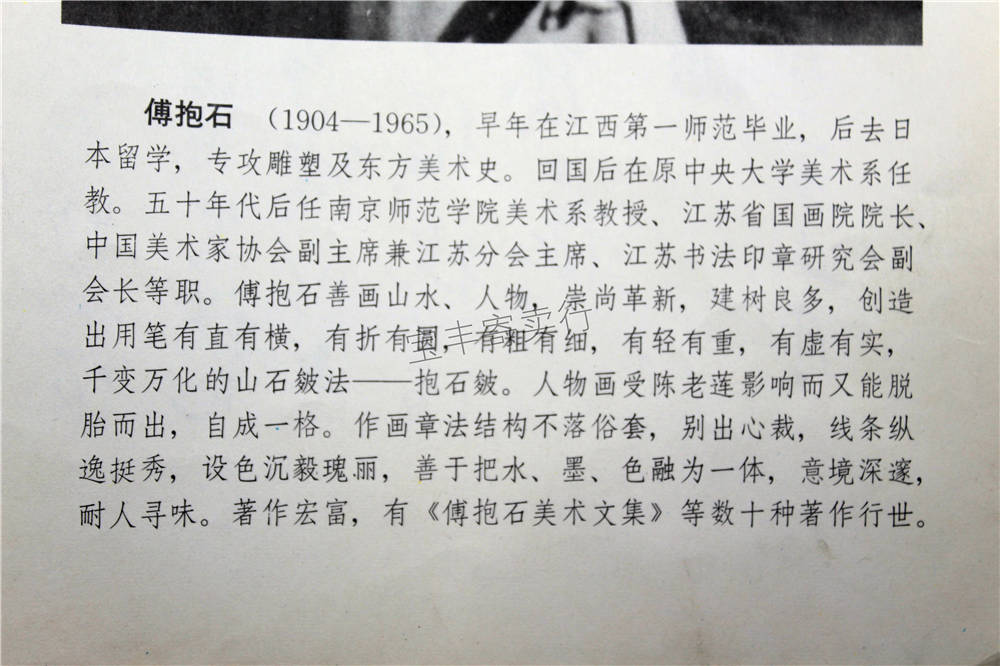 傅抱石 (1904—1965)，早年在江西第一师范毕业，后去日
本留学，专攻雕塑及东方美术史。回国后在原中央大学美术系任
教。五十年代后任南京师范学院美术系教授、江苏省国画院院长、
中国美术家协会副主席兼江苏分会主席、江苏书法印章研究会副
会长等职。傅抱石善画山水、人物，崇尚革新，建树良多，创造
出用笔有直有横，有折有圆，有粗有细，有轻有重，有虚有实，
千变万化的山石皴法——抱石皴。人物画受陈老莲影响而又能脱
胎而出，自成一格。作画章法结构不落俗套，别出心裁，线条纵
逸挺秀，设色沉毅瑰丽，善于把水、墨、色融为一体，意境深邃，
耐人寻味。著作宏富，有《傅抱石美术文集》等数十种著作行世。
丰寄卖行